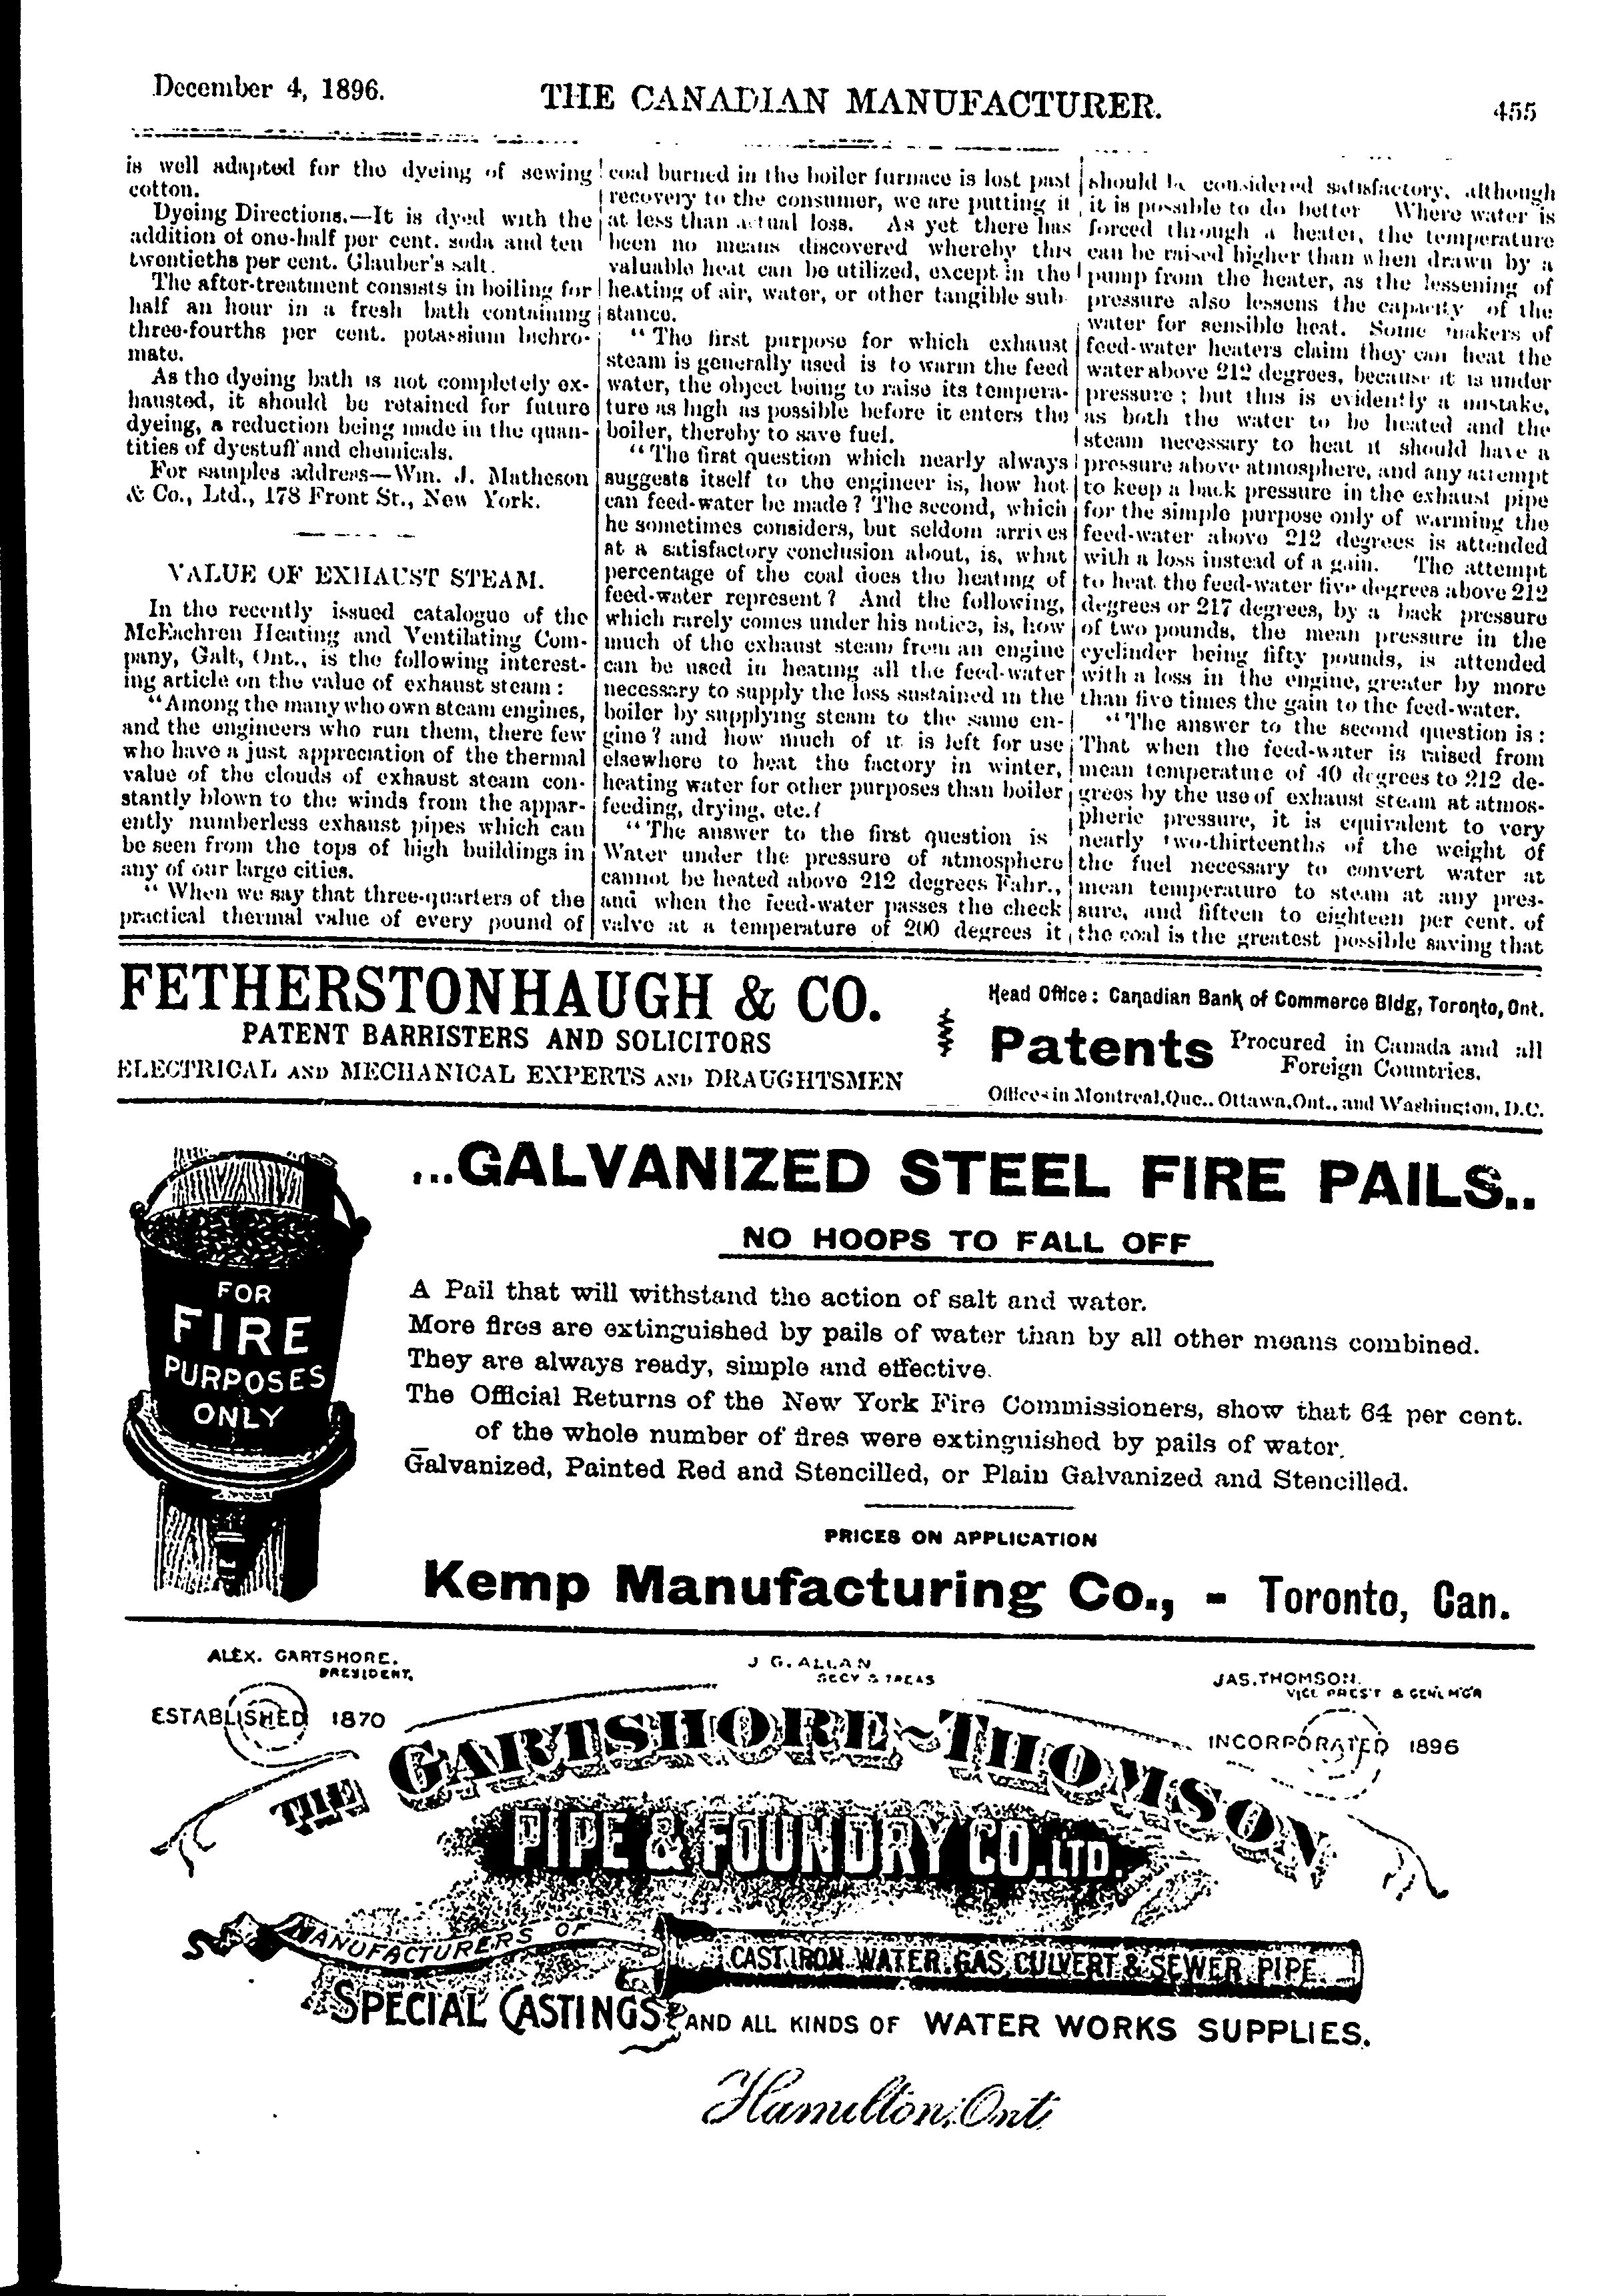 December 4, 1896.
THE CANADIAN MANUFACTURER.
455
is well adapted for the dyeing of sewing
cotton.
Dyeing Directions.—It is dyed with the
addition of one-half per cent. soda and ten
twentieths per cent. Glauber's salt.
The after-treatment consists in boiling for
half an hour in a fresh bath containing
three-fourths per cent. potassium bichro-
mate.
As the dyeing bath is not completely ex-
hausted, it should be retained for future
dyeing, a reduction being made in the quan-
tities of dyestuff and chemicals.
For samples address—Wm. J. Matheson
& Co., Ltd., 178 Front St., New York.
VALUE OF EXHAUST STEAM.
In the recently issued catalogue of the
McEachren Heating and Ventilating Com-
pany, Galt, Ont., is the following interest-
ing article on the value of exhaust steam:
"Among the many who own steam engines,
and the engineers who run them, there few
who have a just appreciation of the thermal
value of the clouds of exhaust steam con-
stantly blown to the winds from the appar-
ently numberless exhaust pipes which can
be seen from the tops of high buildings in
any of our large cities.
"When we say that three-quarters of the
practical thermal value of every pound of
coal burned in the boiler furnace is lost past
recovery to the consumer, we are putting it
at less than actual loss. As yet there has
been no means discovered whereby this
valuable heat can be utilized, except in the
heating of air, water, or other tangible sub-
stance.
"The first purpose for which exhaust
steam is generally used is to warm the feed
water, the object being to raise its tempera-
ture as high as possible before it enters the
boiler, thereby to save fuel.
"The first question which nearly always
suggests itself to the engineer is, how hot
can feed-water be made? The second, which
he sometimes considers, but seldom arrives
at a satisfactory conclusion about, is, what
percentage of the coal does the heating of
feed-water represent? And the following,
which rarely comes under his notice, is, how
much of the exhaust steam from an engine
can be used in heating all the feed-water
necessary to supply the loss sustained in the
boiler by supplying steam to the same en-
gine? and how much of it is left for use
elsewhere to heat the factory in winter,
heating water for other purposes than boiler
feeding, drying, etc.?
"The answer to the first question is
Water under the pressure of atmosphere
cannot be heated above 212 degrees Fahr.,
and when the feed-water passes the check
valve at a temperature of 200 degrees it
should be considered satisfactory, although
it is possible to do better Where water is
forced through a heater, the temperature
can be raised higher than when drawn by a
pump from the heater, as the lessening of
pressure also lessens the capacity of the
water for sensible heat. Some makers of
feed-water heaters claim they can heat the
water above 212 degrees, because it is under
pressure; but this is evidently a mistake,
as both the water to be heated and the
steam necessary to heat it should have a
pressure above atmosphere, and any attempt
to keep a back pressure in the exhaust pipe
for the simple purpose only of warming the
feed-water above 212 degrees is attended
with a loss instead of a gain. The attempt
to heat the feed-water five degrees above 212
degrees or 217 degrees, by a back pressure
of two pounds, the mean pressure in the
cyclinder being fifty pounds, is attended
with a loss in the engine, greater by more
than five times the gain to the feed-water.
"The answer to the second question is:
That when the feed-water is raised from
mean temperature of 40 degrees to 212 de-
grees by the use of exhaust steam at atmos-
pheric pressure, it is equivalent to very
nearly two-thirteenths of the weight of
the fuel necessary to convert water at
mean temperature to steam at any pres-
sure, and fifteen to eighteen per cent. of
the coal is the greatest possible saving that
FETHERSTONHAUGH & CO.
PATENT BARRISTERS AND SOLICITORS
ELECTRICAL AND MECHANICAL EXPERTS AND DRAUGHTSMEN
Head Office: Canadian Bank of Commerce Bldg, Toronto, Ont.
Patents Procured in Canada and all
Foreign Countries.
Offices in Montreal, Que., Ottawa, Ont., and Washington, D.C.
FOR
FIRE
PURPOSES
ONLY
...GALVANIZED STEEL FIRE PAILS..
NO HOOPS TO FALL OFF
A Pail that will withstand the action of salt and water.
More fires are extinguished by pails of water than by all other means combined.
They are always ready, simple and effective.
The Official Returns of the New York Fire Commissioners, show that 64 per cent.
of the whole number of fires were extinguished by pails of water.
Galvanized, Painted Red and Stencilled, or Plain Galvanized and Stencilled.
PRICES ON APPLICATION
Kemp Manufacturing Co., - Toronto, Can.
ALEX. GARTSHORE.
PRESIDENT.
J G. ALLAN
SECY & TREAS
JAS. THOMSON.
VICE PRES'T & GENL MGR
ESTABLISHED 1870
INCORPORATED 1896
THE GARTSHORE-THOMSON
PIPE & FOUNDRY CO. LTD.
MANUFACTURERS OF
CAST IRON WATER. GAS, CULVERT & SEWER PIPE.
SPECIAL CASTINGS AND ALL KINDS OF WATER WORKS SUPPLIES.
Hamilton, Ont.